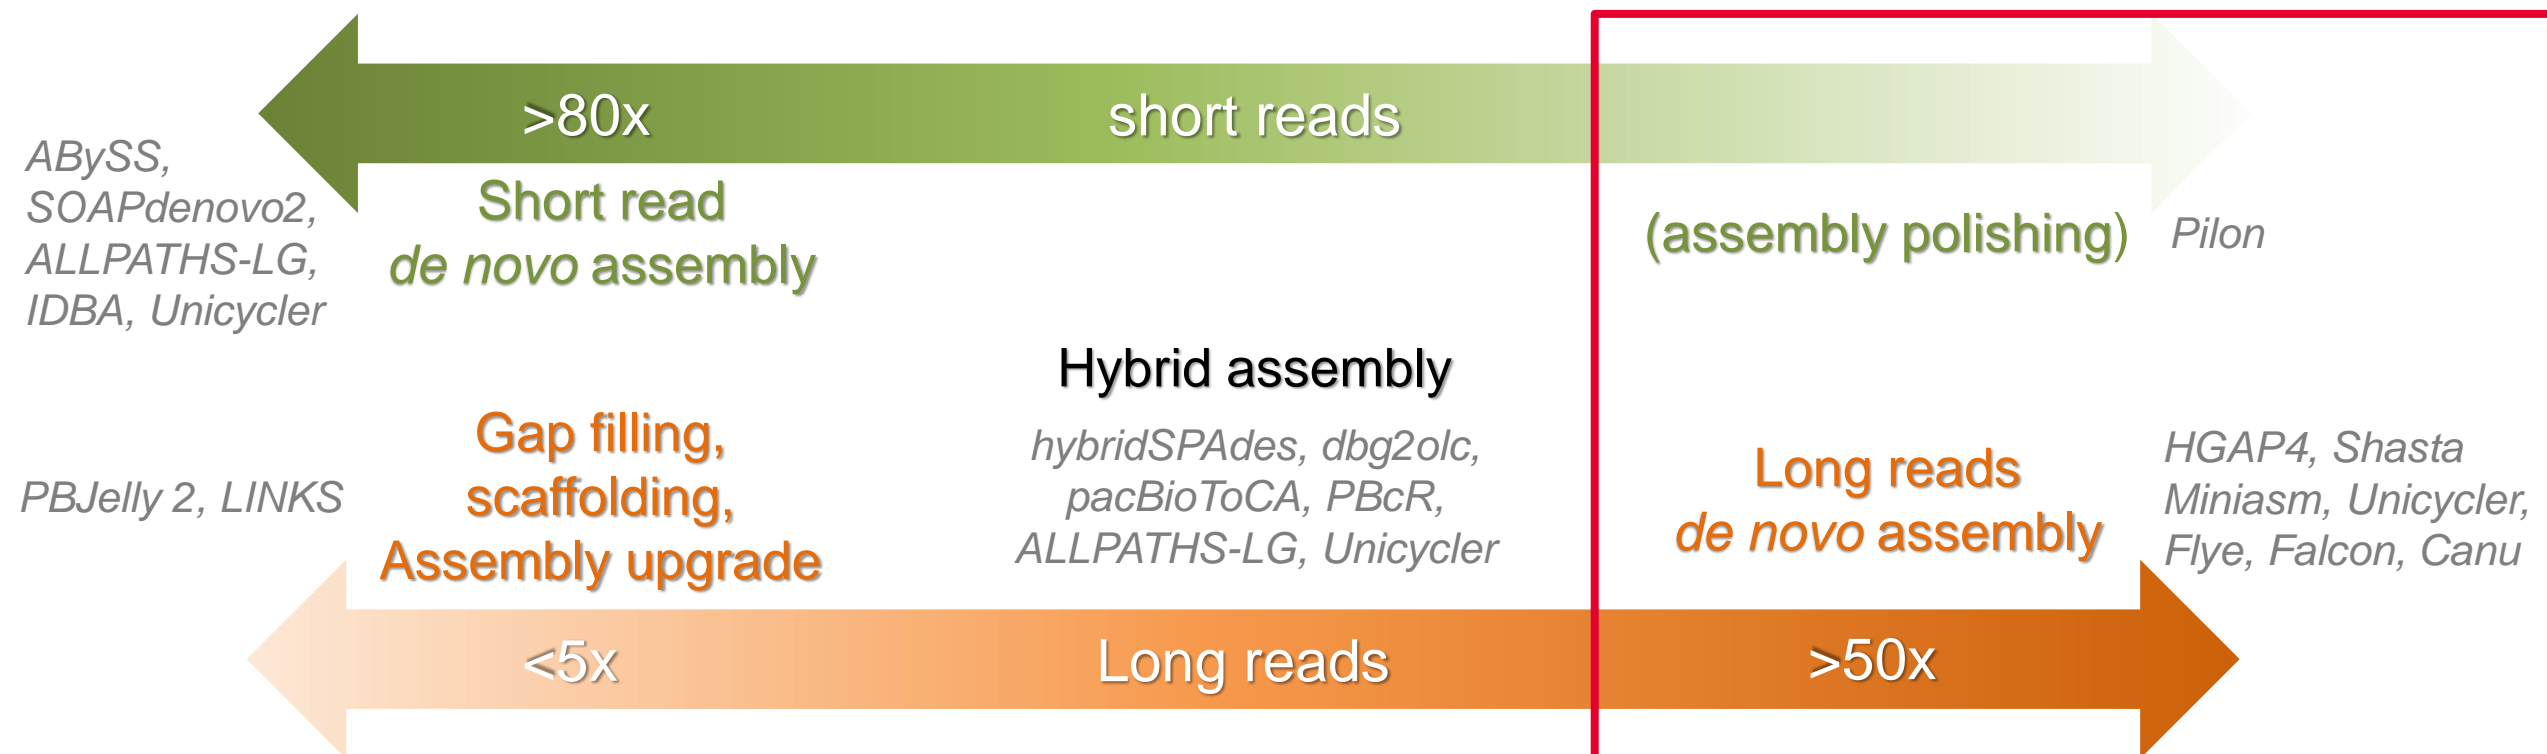 >80x
short reads
ABySS,
SOAPdenovo2,
ALLPATHS-LG,
IDBA, Unicycler
Short read
de novo assembly
(assembly polishing)
Pilon
Hybrid assembly
hybridSPAdes, dbg2olc,
pacBioToCA, PBcR,
ALLPATHS-LG, Unicycler
PBJelly 2, LINKS
Gap filling,
scaffolding,
Assembly upgrade
Long reads
de novo assembly
HGAP4, Shasta
Miniasm, Unicycler,
Flye, Falcon, Canu
<5x
Long reads
>50x